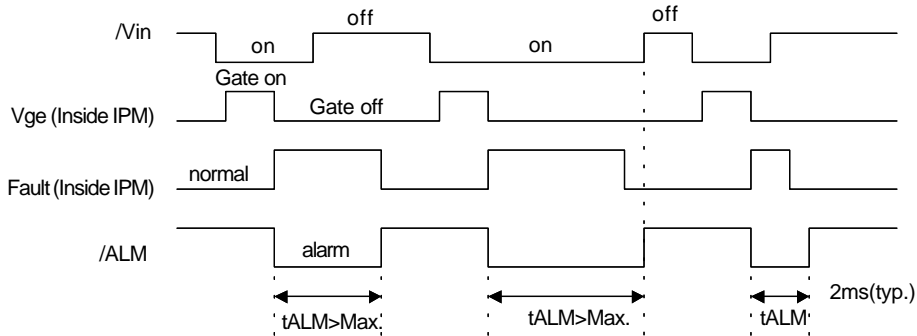 /Vin
on
off
on
off
Gate on
Vge (Inside IPM)
Gate off
normal
Fault (Inside IPM)
/ALM
alarm
2ms(typ.)
tALM>Max.
tALM>Max.
tALM